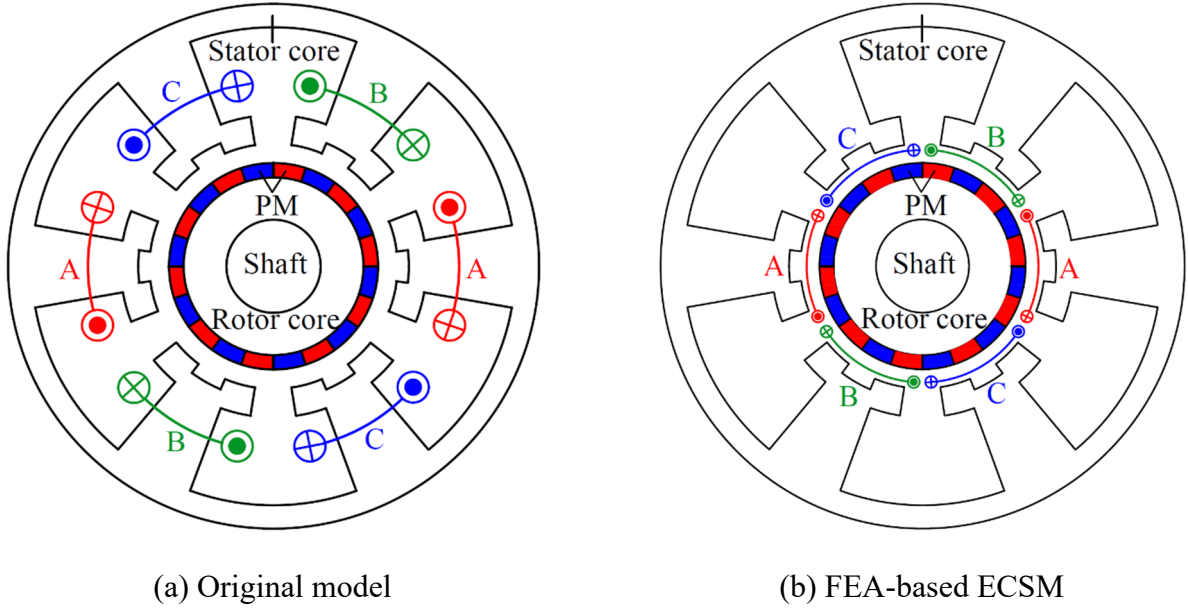 Stator core
C
B
A
PM
A
Shaft
Rotor core
B
C
(a) Original model
Stator core
C
B
A
PM
A
Shaft
Rotor core
B
C
(b) FEA-based ECSM